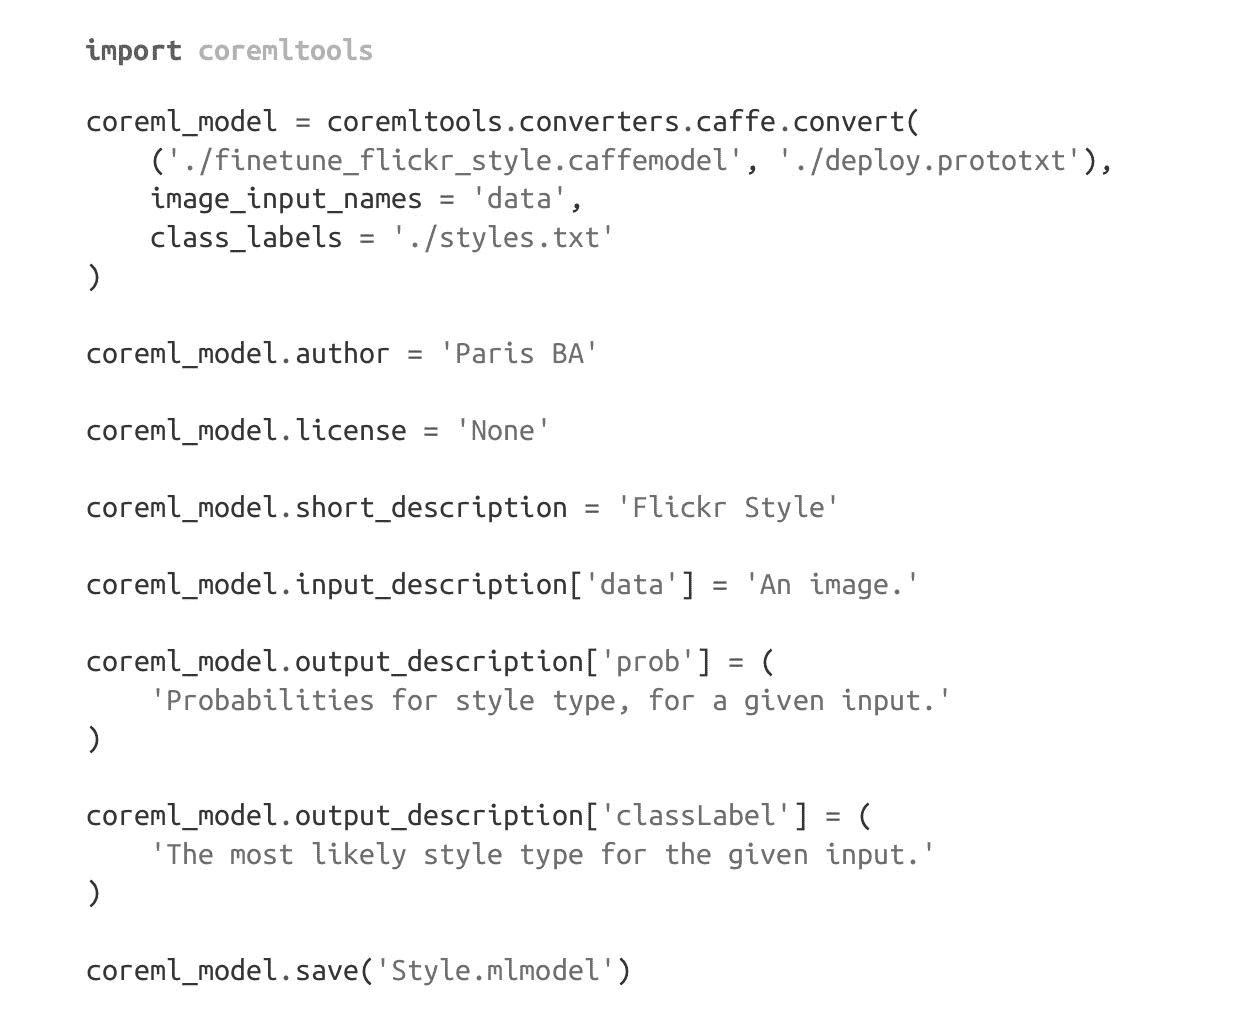 import coremltools
coreml_model = coremltools.converters.caffe.convert(
('./finetune_flickr_style.caffemodel', './deploy.prototxt'),
image_input_names = 'data',
class_labels = './styles.txt'
)
coreml_model.author = 'Paris BA'
coreml_model.license = 'None'
coreml_model.short_description = 'Flickr Style'
coreml_model.input_description['data'] = 'An image.'
coreml_model.output_description['prob'] = (
'Probabilities for style type, for a given input.'
)
coreml_model.output_description['classLabel'] = (
'The most likely style type for the given input.'
)
coreml_model.save('Style.mlmodel')